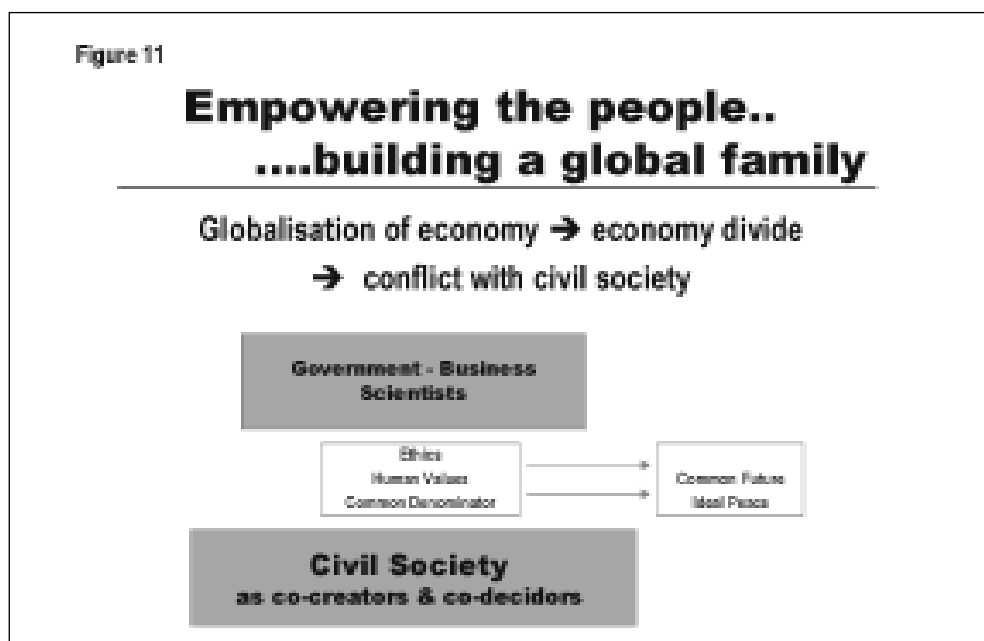 Figure 11
Empowering the people..
....building a global family
Globalisation of economy → economy divide
→ conflict with civil society
Government - Business
Scientists
Ethics
Human Values
Common Denominator
Common Future
Ideal Peace
Civil Society
as co-creators & co-decidors